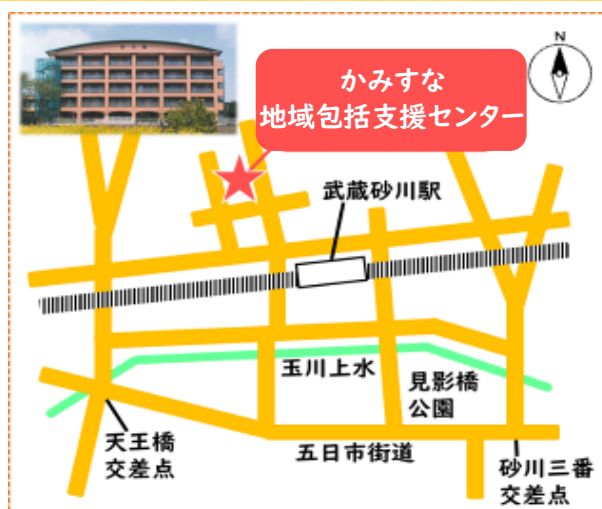 N
かみすな
地域包括支援センター
武蔵砂川駅
玉川上水
見影橋
公園
天王橋
交差点
五日市街道
砂川三番
交差点